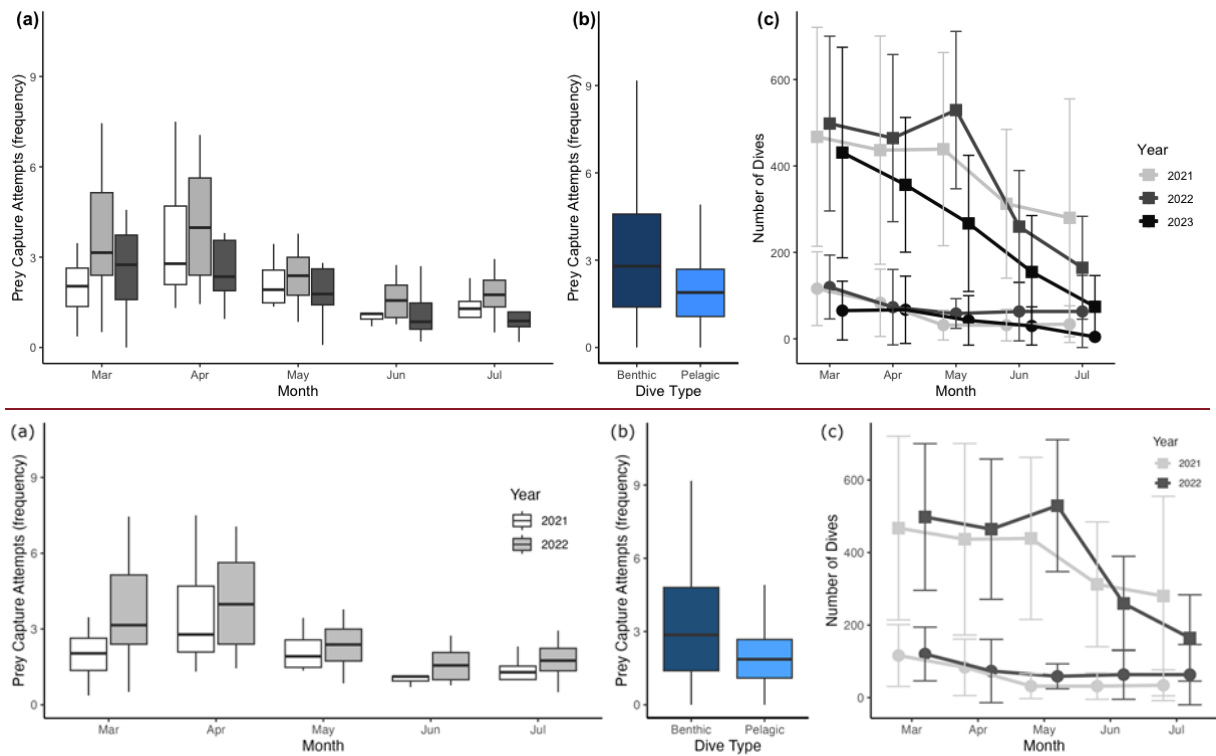 (a)
Prey Capture Attempts (frequency)
9
6
3
0
Mar Apr May Jun Jul
Month
(b)
Prey Capture Attempts (frequency)
9
6
3
0
Benthic Pelagic
Dive Type
(c)
Number of Dives
600
400
200
0
Mar Apr May Jun Jul
Month
Year
2021
2022
2023
(a)
Prey Capture Attempts (frequency)
9
6
3
0
Mar Apr May Jun Jul
Month
Year
2021
2022
(b)
Prey Capture Attempts (frequency)
9
6
3
0
Benthic Pelagic
Dive Type
(c)
Number of Dives
600
400
200
0
Mar Apr May Jun Jul
Month
Year
2021
2022